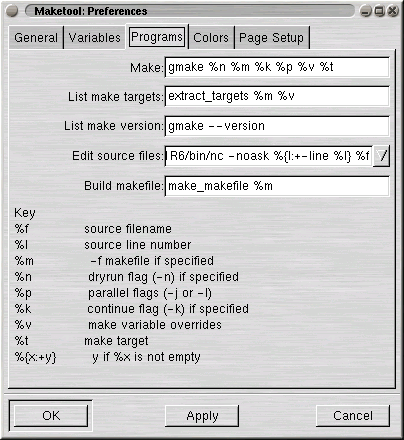 Maketool: Preferences
General Variables Programs Colors Page Setup
Make: gmake %n %m %k %p %v %t
List make targets: extract_targets %m %v
List make version: gmake --version
Edit source files: R6/bin/nc -noask %{l:+-line %l} %f
Build makefile: make_makefile %m
Key
%f source filename
%l source line number
%m -f makefile if specified
%n dryrun flag (-n) if specified
%p parallel flags (-j or -l)
%k continue flag (-k) if specified
%v make variable overrides
%t make target
%{x:+y} y if %x is not empty
OK Apply Cancel